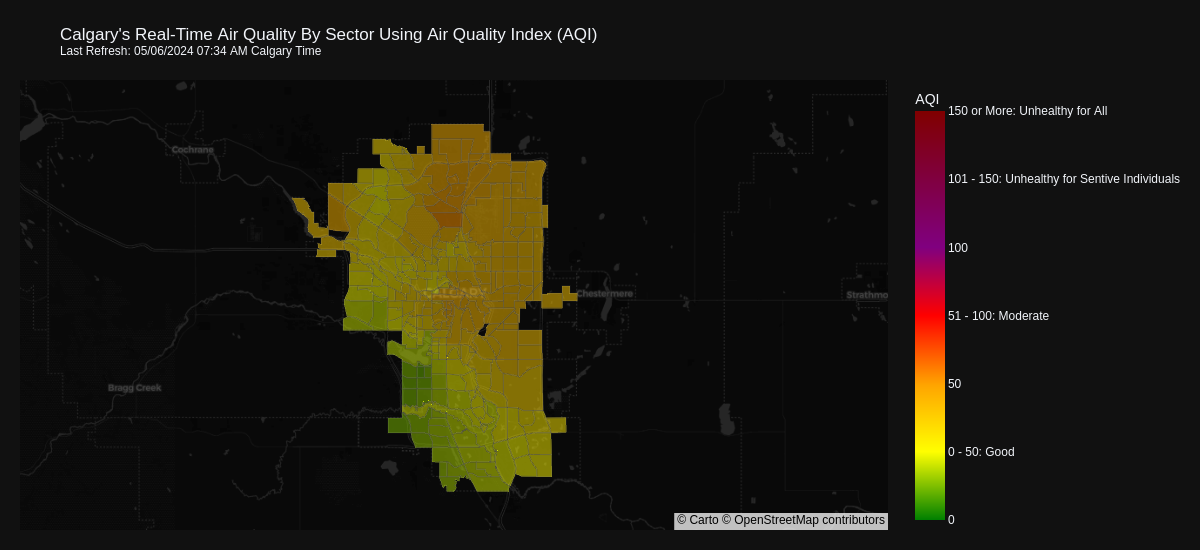 Calgary's Real-Time Air Quality By Sector Using Air Quality Index (AQI)
Last Refresh: 05/06/2024 07:34 AM Calgary Time
AQI
150 or More: Unhealthy for All
Cochrane
101 - 150: Unhealthy for Sentive Individuals
100
CALGARY
Chestermere
Strathmo
51 - 100: Moderate
Bragg Creek
50
0 - 50: Good
0
© Carto © OpenStreetMap contributors